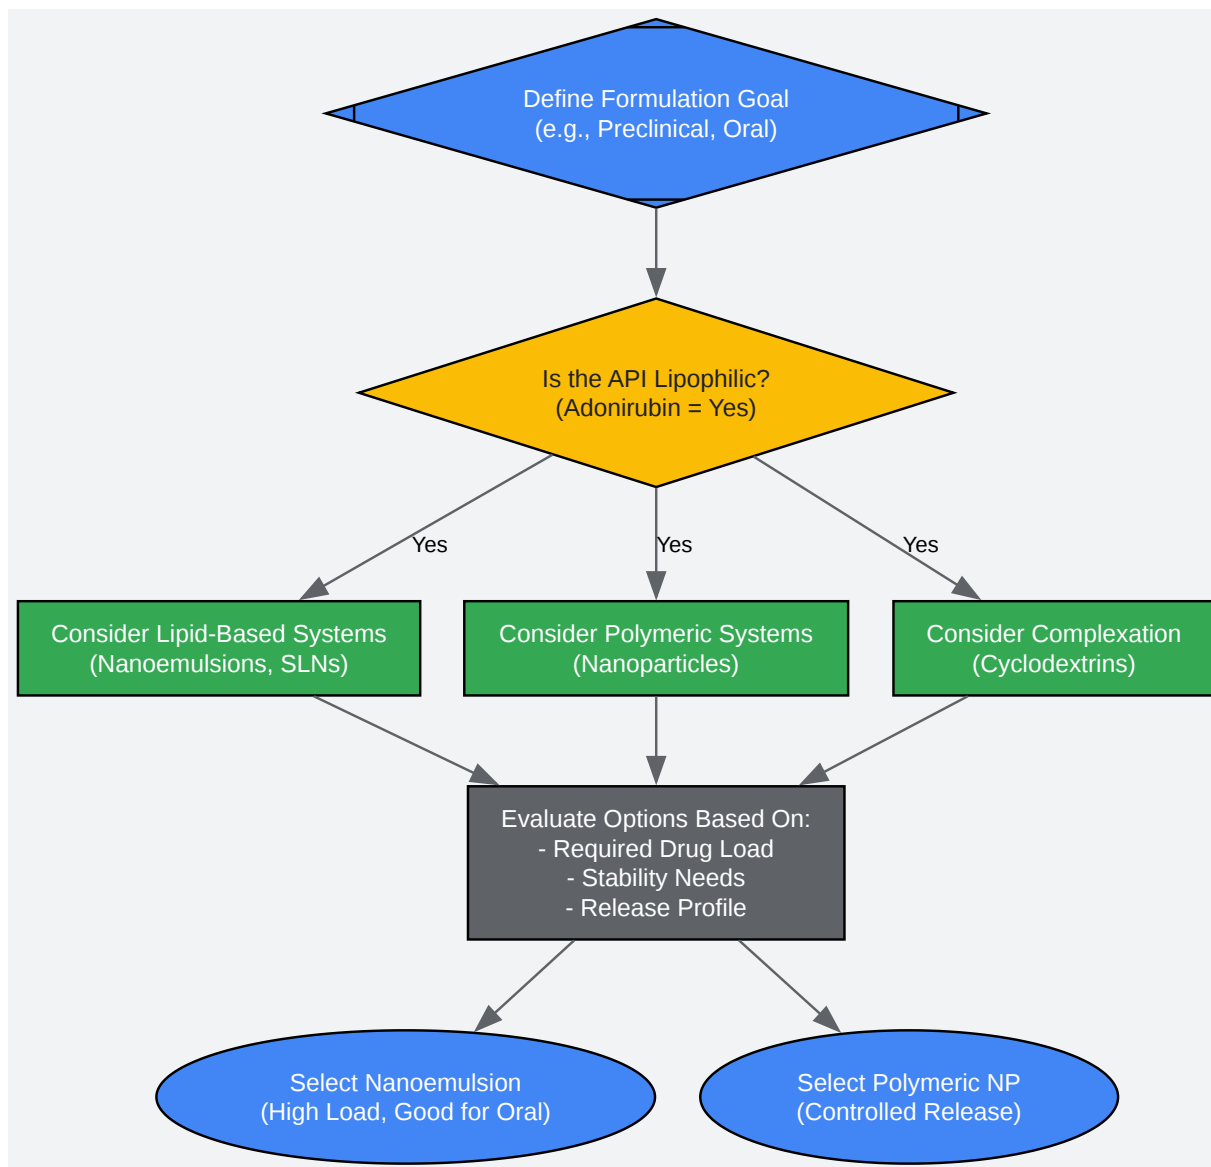 Define Formulation Goal
(e.g., Preclinical, Oral)
Is the API Lipophilic?
(Adonirubin = Yes)
Yes
Yes
Yes
Consider Lipid-Based Systems
(Nanoemulsions, SLNs)
Consider Polymeric Systems
(Nanoparticles)
Consider Complexation
(Cyclodextrins)
Evaluate Options Based On:
- Required Drug Load
- Stability Needs
- Release Profile
Select Nanoemulsion
(High Load, Good for Oral)
Select Polymeric NP
(Controlled Release)